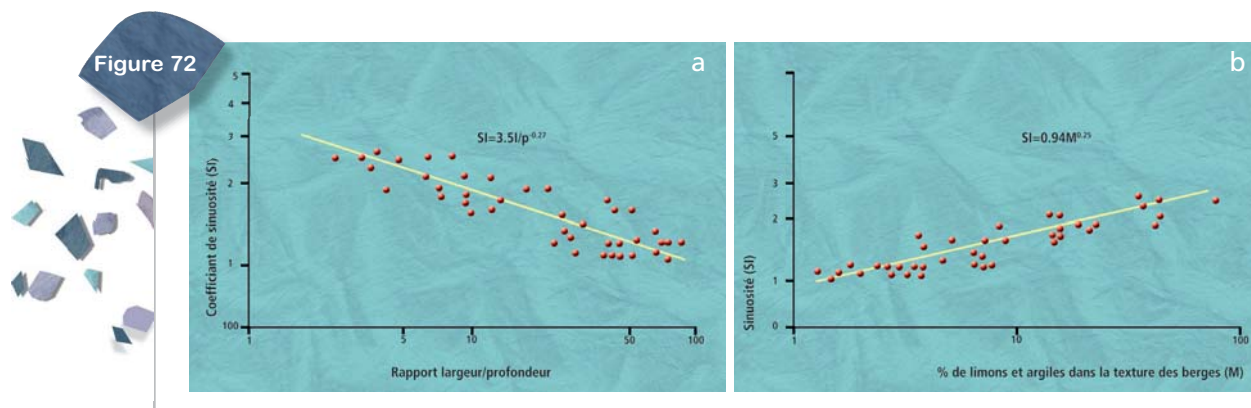 Figure 72
a
5
4
3
2
1
100
Coefficiant de sinuosité (SI)
SI=3.5l/p-0.27
1
5
10
50
100
Rapport largeur/profondeur
b
5
3
2
1
0
Sinuosité (SI)
SI=0.94M0.25
1
10
100
% de limons et argiles dans la texture des berges (M)